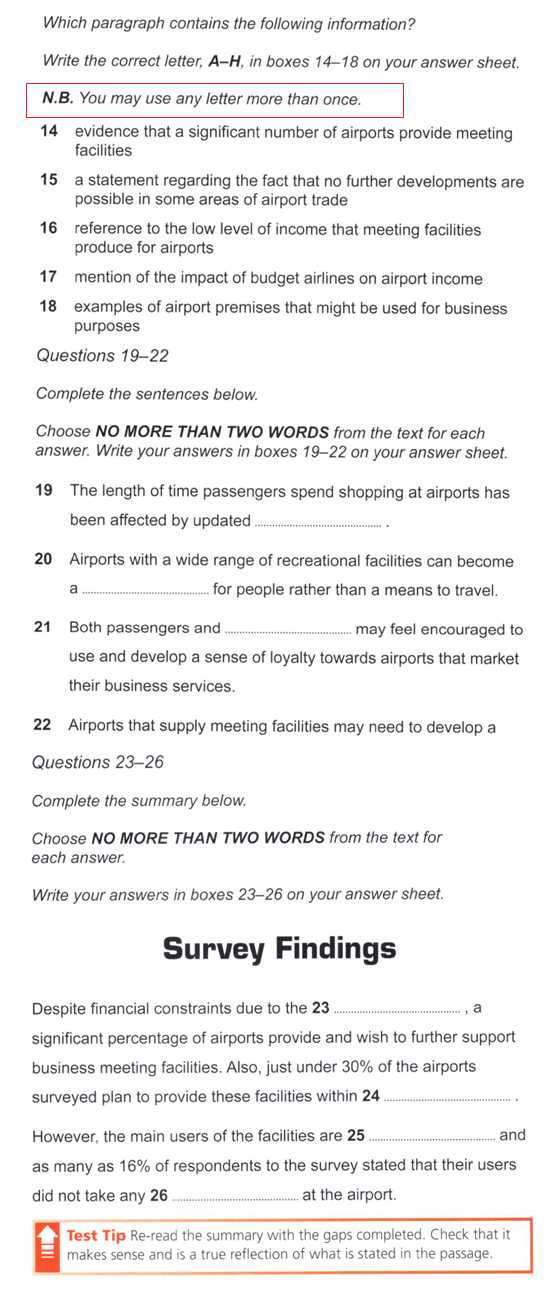 Which paragraph contains the following information?
Write the correct letter, A–H, in boxes 14–18 on your answer sheet.
N.B. You may use any letter more than once.
14 evidence that a significant number of airports provide meeting
facilities
15 a statement regarding the fact that no further developments are
possible in some areas of airport trade
16 reference to the low level of income that meeting facilities
produce for airports
17 mention of the impact of budget airlines on airport income
18 examples of airport premises that might be used for business
purposes
Questions 19–22
Complete the sentences below.
Choose NO MORE THAN TWO WORDS from the text for each
answer. Write your answers in boxes 19–22 on your answer sheet.
19 The length of time passengers spend shopping at airports has
been affected by updated .......................................... .
20 Airports with a wide range of recreational facilities can become
a .......................................... for people rather than a means to travel.
21 Both passengers and .......................................... may feel encouraged to
use and develop a sense of loyalty towards airports that market
their business services.
22 Airports that supply meeting facilities may need to develop a
Questions 23–26
Complete the summary below.
Choose NO MORE THAN TWO WORDS from the text for
each answer.
Write your answers in boxes 23–26 on your answer sheet.
Survey Findings
Despite financial constraints due to the 23 .......................................... , a
significant percentage of airports provide and wish to further support
business meeting facilities. Also, just under 30% of the airports
surveyed plan to provide these facilities within 24 .......................................... .
However, the main users of the facilities are 25 .......................................... and
as many as 16% of respondents to the survey stated that their users
did not take any 26 .......................................... at the airport.
Test Tip Re-read the summary with the gaps completed. Check that it
makes sense and is a true reflection of what is stated in the passage.